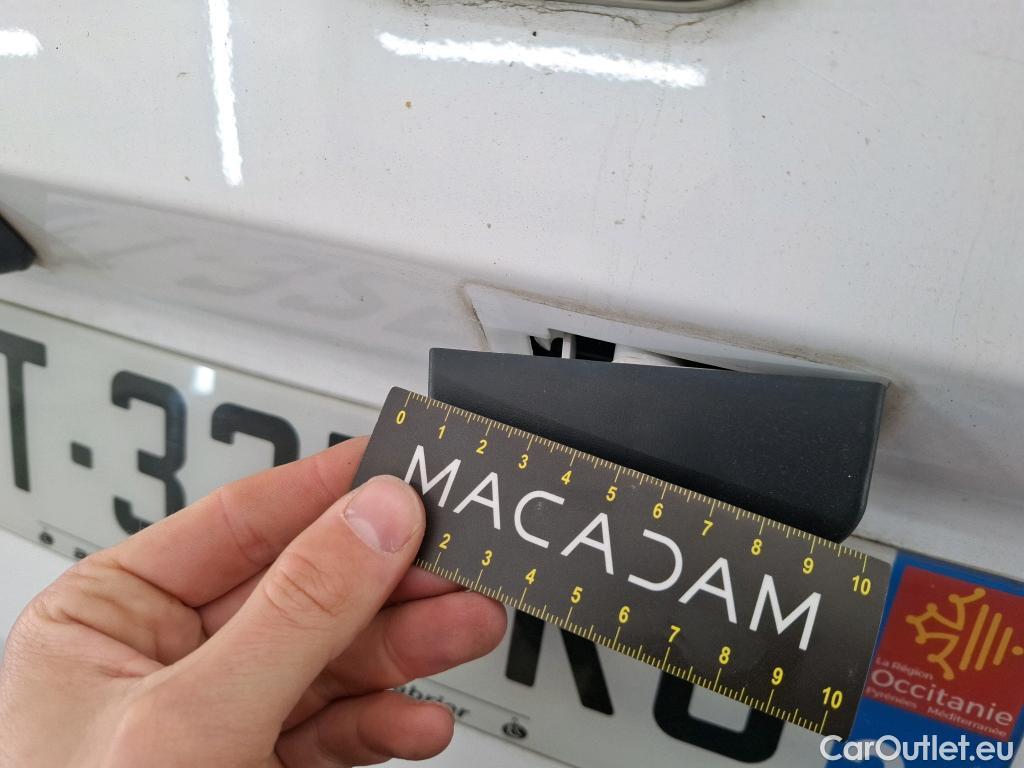 T-33
0 1 2 3 4 5 6 7 8 9 10
MACADAM
2 3 4 5 6 7 8 9 10
La Région
Occitanie
Pyrénées Méditerranée
CarOutlet.eu